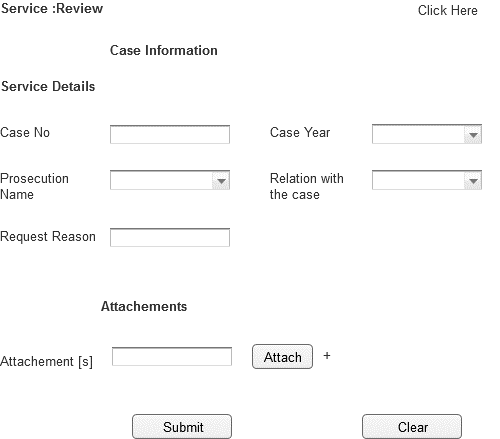 Service :Review Click Here
Case Information
Service Details
Case No Case Year
Prosecution Relation with
Name the case
Request Reason
Attachements
Attachement [s] Attach +
Submit Clear